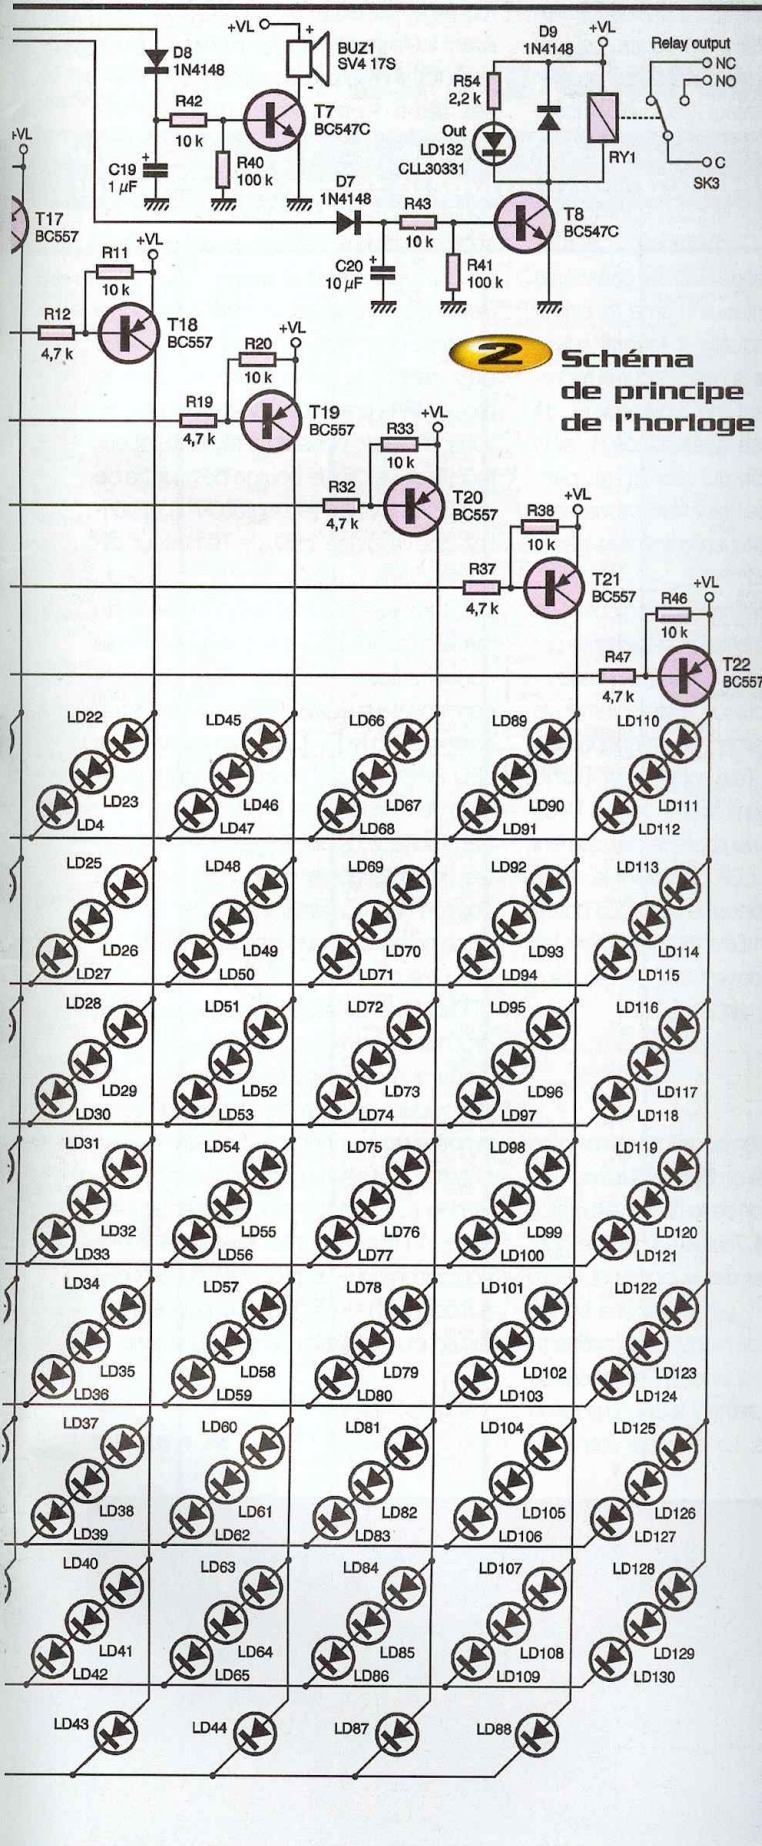 +VL
BUZ1
SV4 17S
+
-
D8
1N4148
R42
10 k
T7
BC547C
C19
+
1 µF
R40
100 k
D9
1N4148
+VL
R54
2,2 k
Out
LD132
CLL30331
RY1
Relay output
NC
NO
C
SK3
+VL
T17
BC557
D7
1N4148
R43
10 k
T8
BC547C
C20
+
10 µF
R41
100 k
+VL
R11
10 k
R12
4,7 k
T18
BC557
2 Schéma
de principe
de l'horloge
+VL
R20
10 k
R19
4,7 k
T19
BC557
+VL
R33
10 k
R32
4,7 k
T20
BC557
+VL
R38
10 k
R37
4,7 k
T21
BC557
+VL
R46
10 k
R47
4,7 k
T22
BC557
LD22 LD45 LD66 LD89 LD110
LD23 LD46 LD67 LD90 LD111
LD4 LD47 LD68 LD91 LD112
LD25 LD48 LD69 LD92 LD113
LD26 LD49 LD70 LD93 LD114
LD27 LD50 LD71 LD94 LD115
LD28 LD51 LD72 LD95 LD116
LD29 LD52 LD73 LD96 LD117
LD30 LD53 LD74 LD97 LD118
LD31 LD54 LD75 LD98 LD119
LD32 LD55 LD76 LD99 LD120
LD33 LD56 LD77 LD100 LD121
LD34 LD57 LD78 LD101 LD122
LD35 LD58 LD79 LD102 LD123
LD36 LD59 LD80 LD103 LD124
LD37 LD60 LD81 LD104 LD125
LD38 LD61 LD82 LD105 LD126
LD39 LD62 LD83 LD106 LD127
LD40 LD63 LD84 LD107 LD128
LD41 LD64 LD85 LD108 LD129
LD42 LD65 LD86 LD109 LD130
LD43 LD44 LD87 LD88